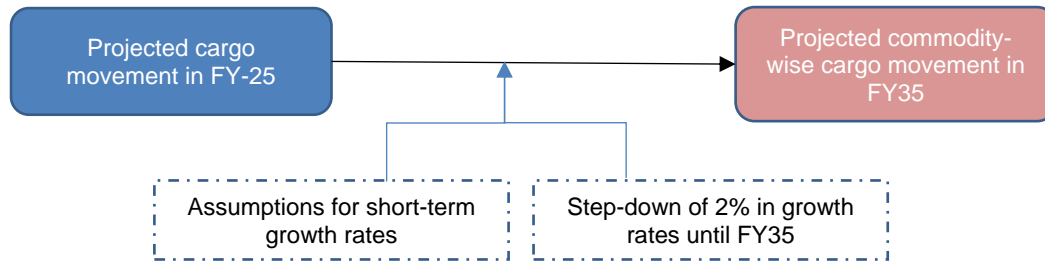 Projected cargo
movement in FY-25
Projected commodity-
wise cargo movement in
FY35
Assumptions for short-term
growth rates
Step-down of 2% in growth
rates until FY35